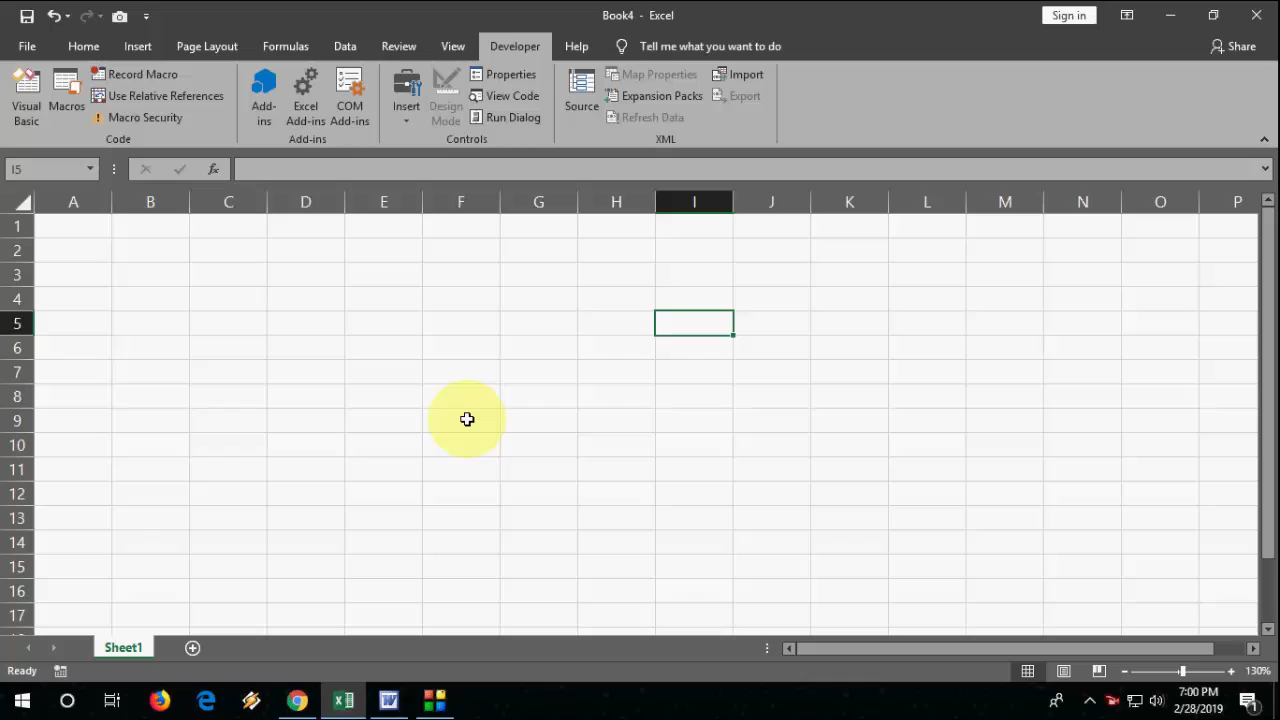 Book4 - Excel
Sign in
File Home Insert Page Layout Formulas Data Review View Developer Help Tell me what you want to do Share
Visual Basic
Macros
Record Macro
Use Relative References
Macro Security
Code
Add-ins
Excel Add-ins
COM Add-ins
Add-ins
Insert
Design Mode
Properties
View Code
Run Dialog
Controls
Source
Map Properties
Expansion Packs
Refresh Data
Import
Export
XML
I5
fx
A B C D E F G H I J K L M N O P
1
2
3
4
5
6
7
8
9
10
11
12
13
14
15
16
17
Sheet1
Ready
130%
7:00 PM
2/28/2019
1